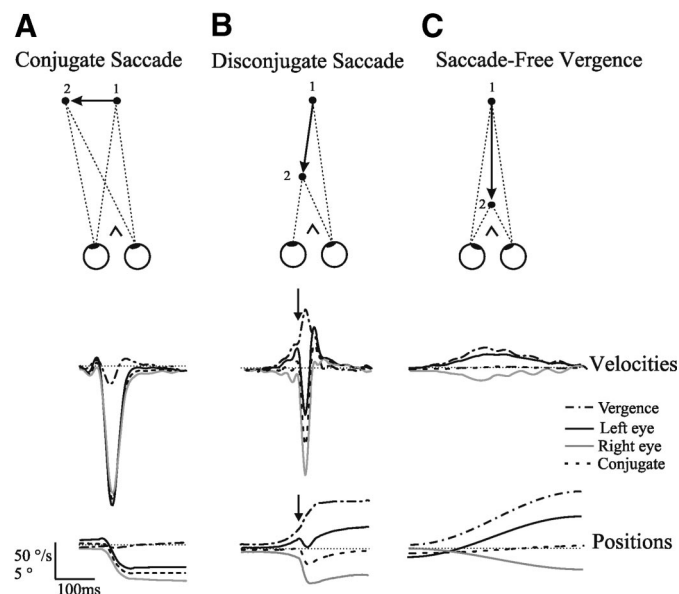 A
Conjugate Saccade
2
1
B
Disconjugate Saccade
1
2
C
Saccade-Free Vergence
1
2
Velocities
Vergence
Left eye
Right eye
Conjugate
Positions
50 °/s
5 °
100ms